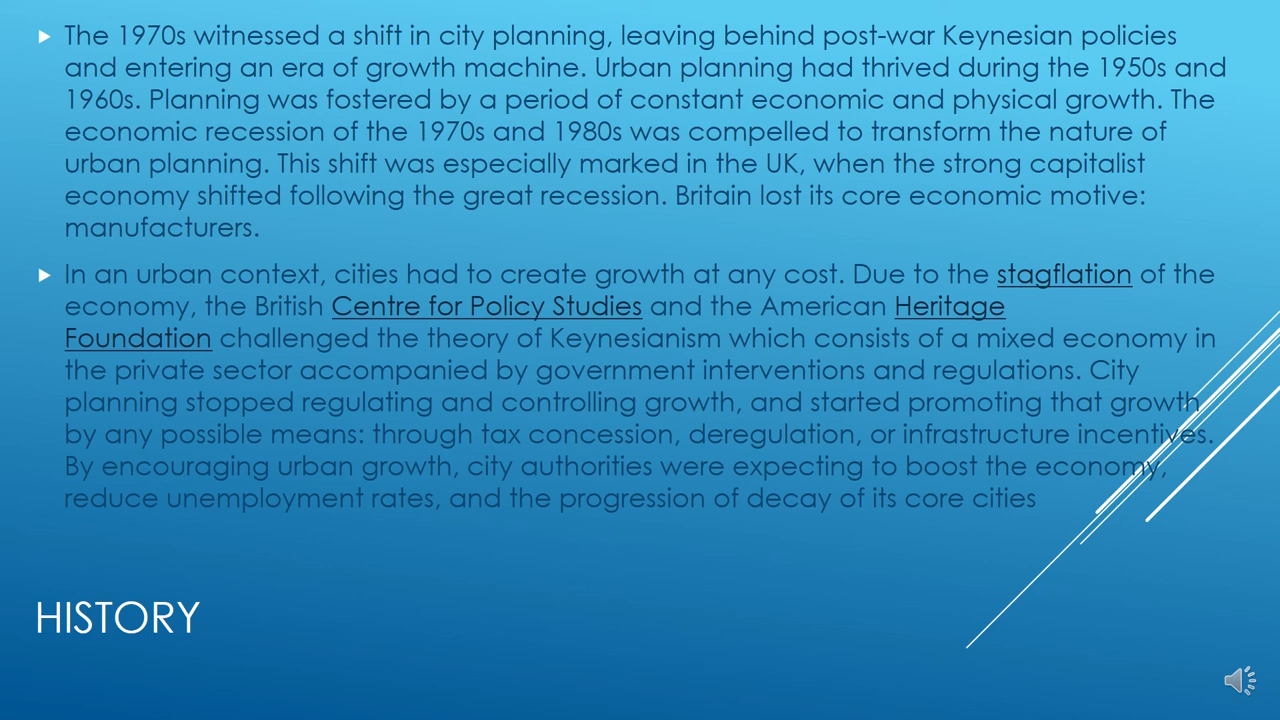 The 1970s witnessed a shift in city planning, leaving behind post-war Keynesian policies
and entering an era of growth machine. Urban planning had thrived during the 1950s and
1960s. Planning was fostered by a period of constant economic and physical growth. The
economic recession of the 1970s and 1980s was compelled to transform the nature of
urban planning. This shift was especially marked in the UK, when the strong capitalist
economy shifted following the great recession. Britain lost its core economic motive:
manufacturers.
In an urban context, cities had to create growth at any cost. Due to the stagflation of the
economy, the British Centre for Policy Studies and the American Heritage
Foundation challenged the theory of Keynesianism which consists of a mixed economy in
the private sector accompanied by government interventions and regulations. City
planning stopped regulating and controlling growth, and started promoting that growth
by any possible means: through tax concession, deregulation, or infrastructure incentives.
By encouraging urban growth, city authorities were expecting to boost the economy,
reduce unemployment rates, and the progression of decay of its core cities
HISTORY